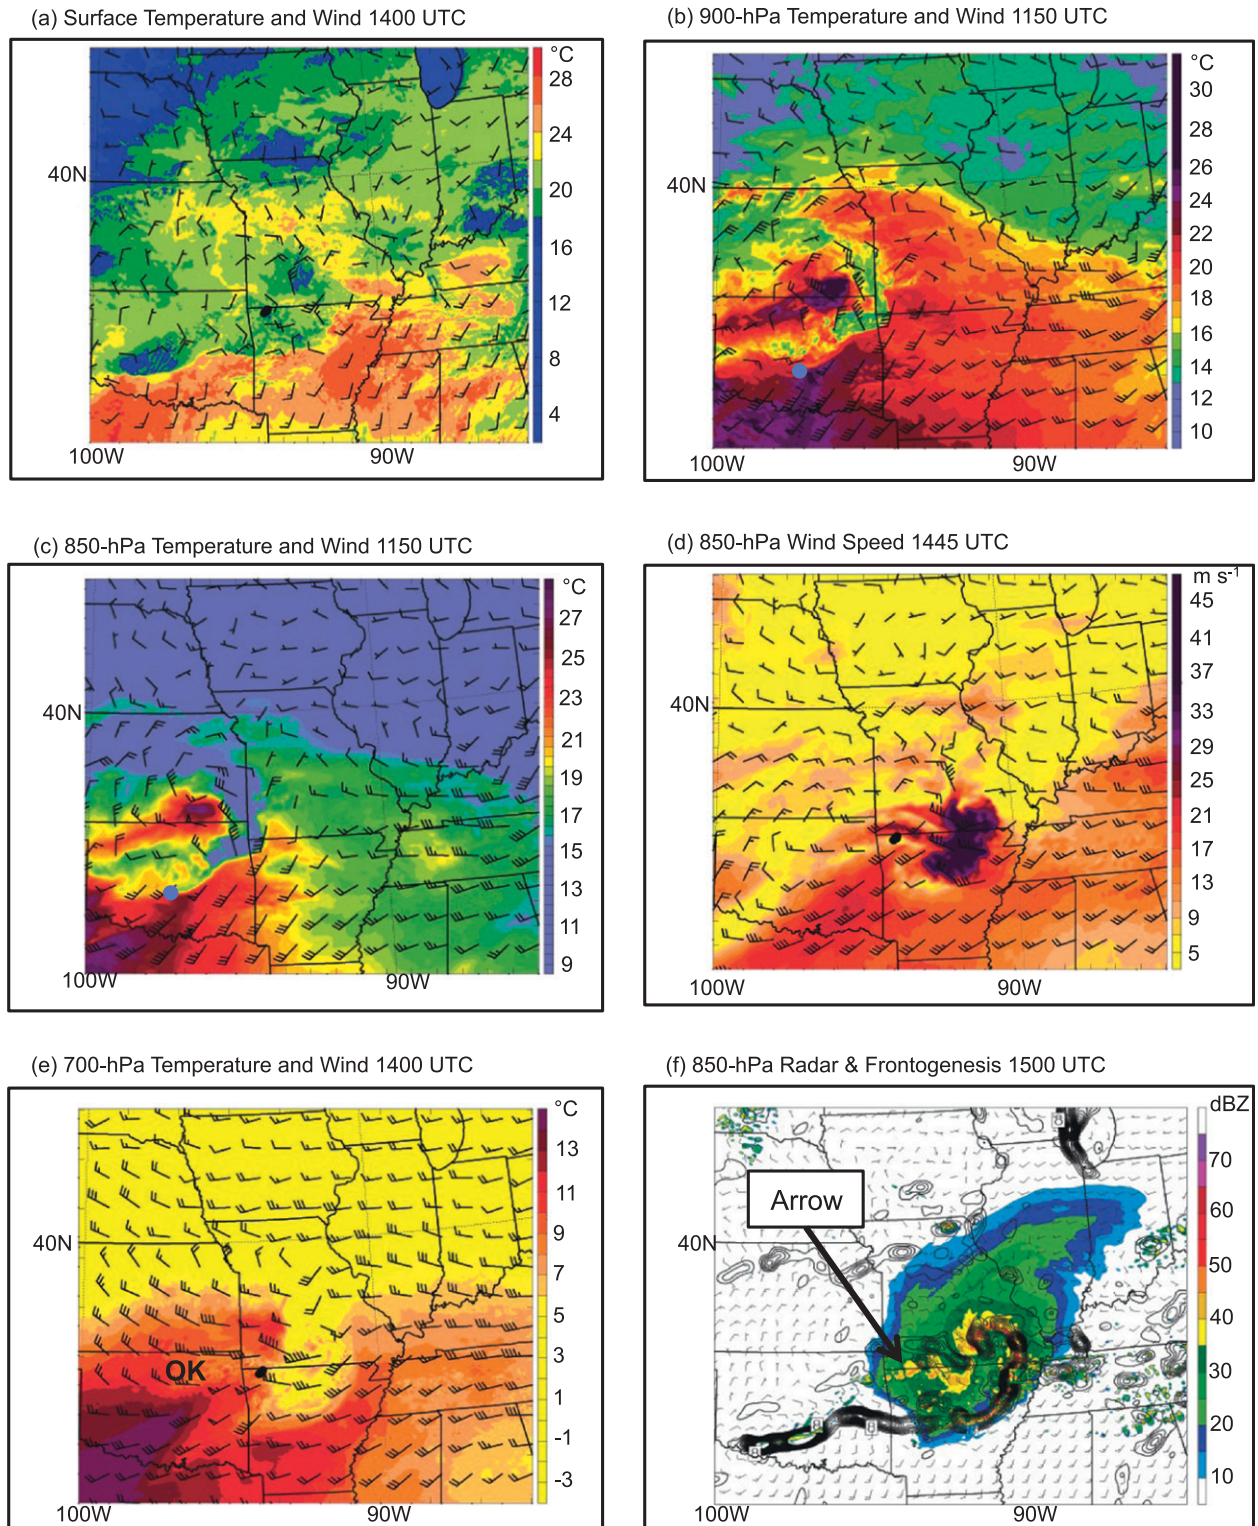 (a) Surface Temperature and Wind 1400 UTC
°C
28
24
20
16
12
8
4
40N
100W
90W
(b) 900-hPa Temperature and Wind 1150 UTC
°C
30
28
26
24
22
20
18
16
14
12
10
40N
100W
90W
(c) 850-hPa Temperature and Wind 1150 UTC
°C
27
25
23
21
19
17
15
13
11
9
40N
100W
90W
(d) 850-hPa Wind Speed 1445 UTC
m s-1
45
41
37
33
29
25
21
17
13
9
5
40N
100W
90W
(e) 700-hPa Temperature and Wind 1400 UTC
°C
13
11
9
7
5
3
1
-1
-3
40N
OK
100W
90W
(f) 850-hPa Radar & Frontogenesis 1500 UTC
dBZ
70
60
50
40
30
20
10
8
Arrow
40N
8
8
8
100W
90W